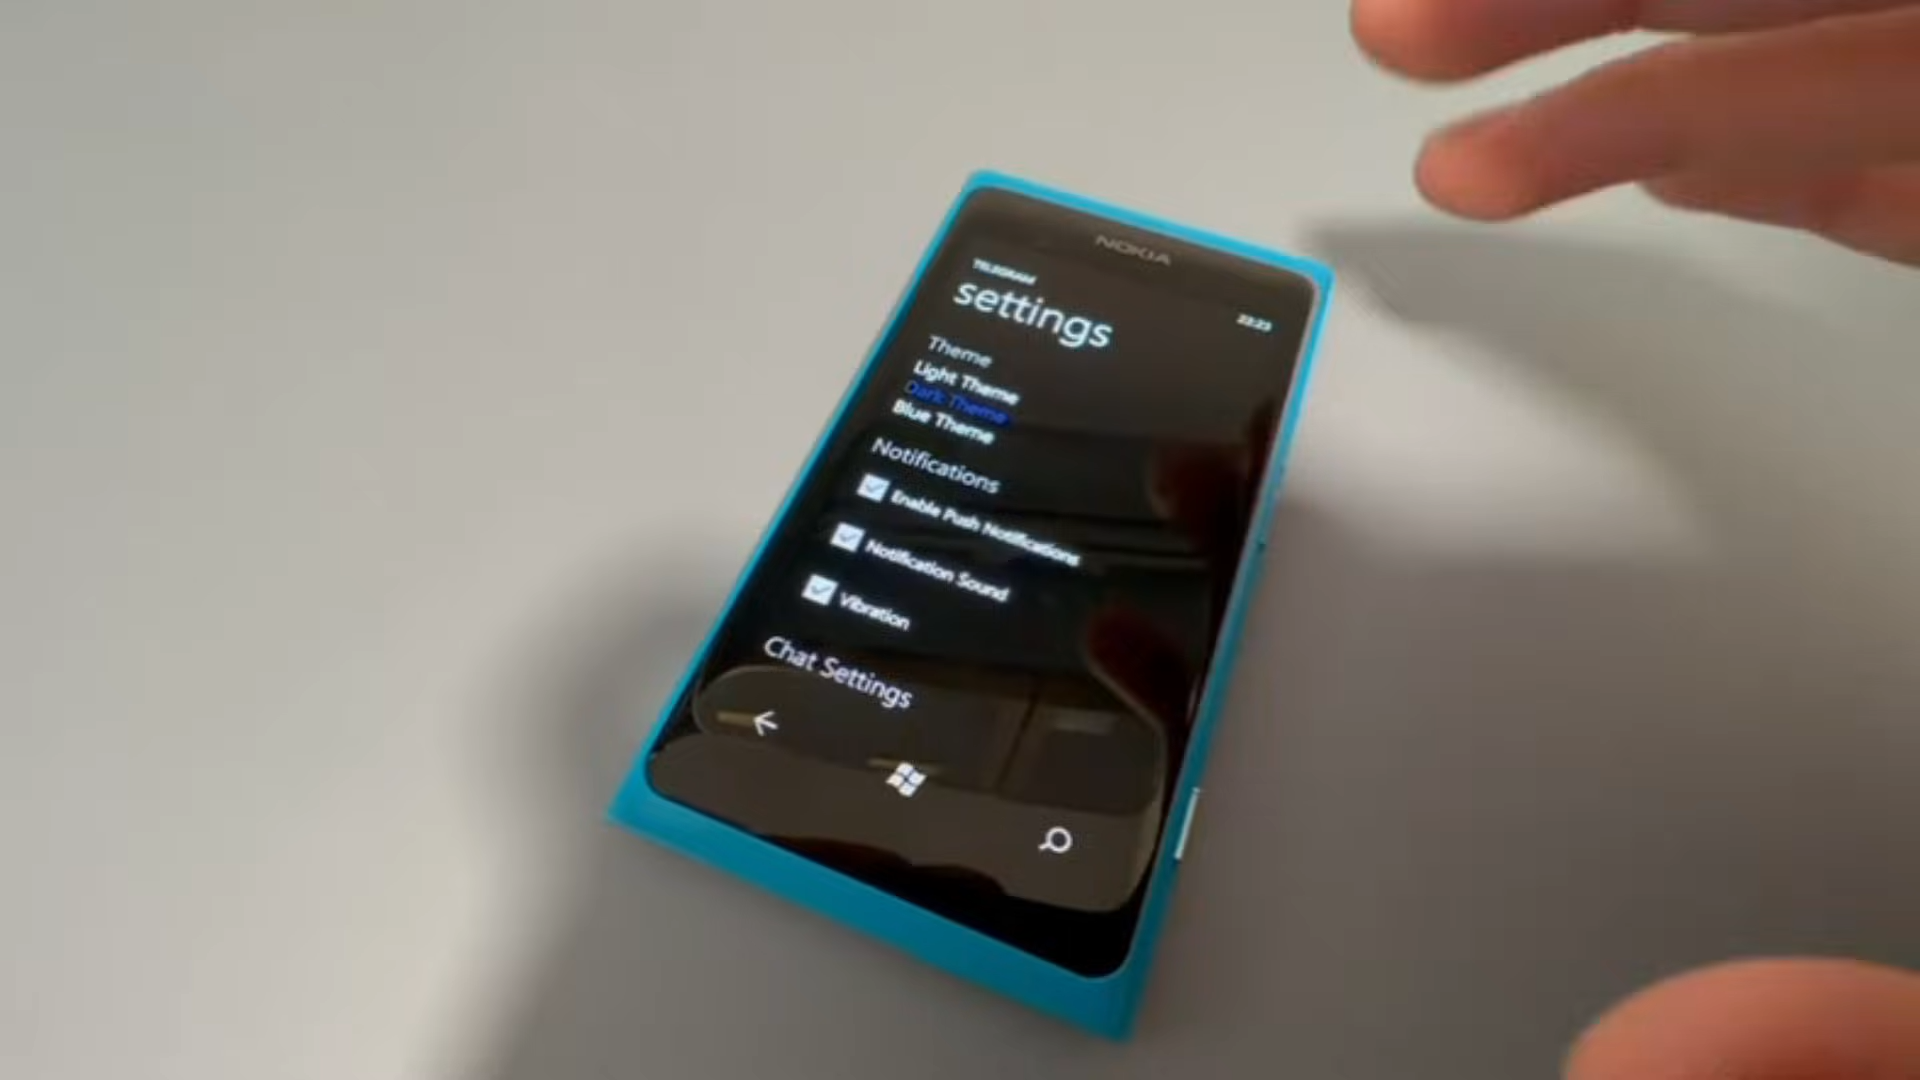 NOKIA
TELEGRAM
settings
22:23
Theme
Light Theme
Dark Theme
Blue Theme
Notifications
Enable Push Notifications
Notification Sound
Vibration
Chat Settings